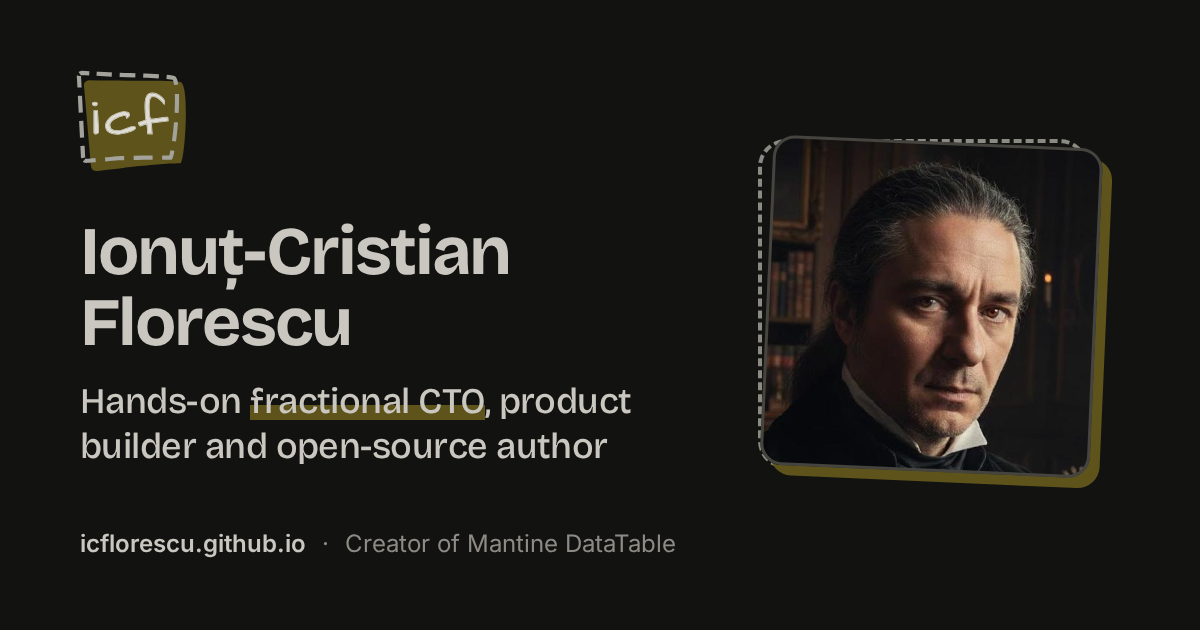 icf
Ionuț-Cristian
Florescu
Hands-on fractional CTO, product
builder and open-source author
icflorescu.github.io · Creator of Mantine DataTable